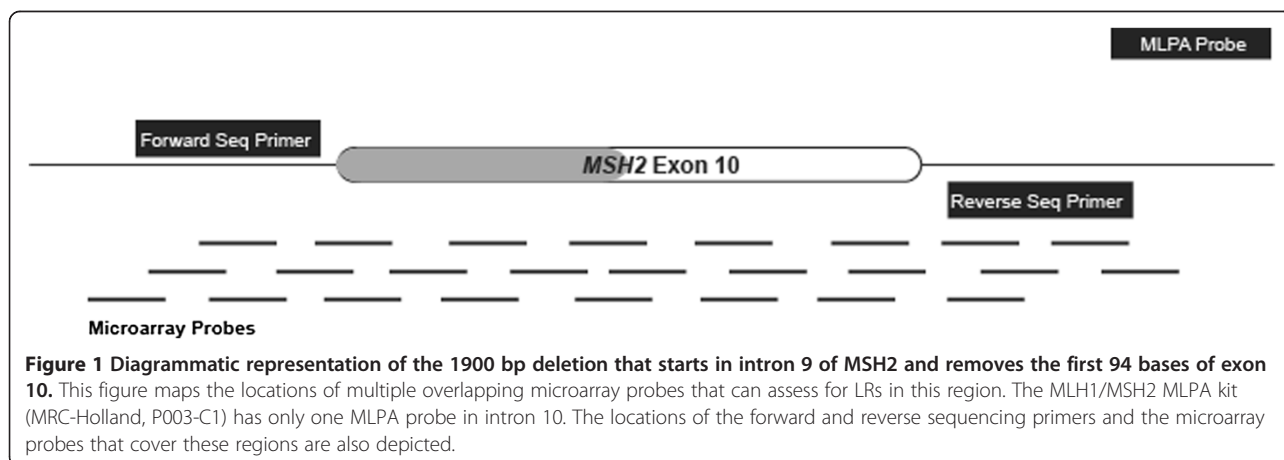 MLPA Probe
Forward Seq Primer
MSH2 Exon 10
Reverse Seq Primer
Microarray Probes
Figure 1 Diagrammatic representation of the 1900 bp deletion that starts in intron 9 of MSH2 and removes the first 94 bases of exon
10. This figure maps the locations of multiple overlapping microarray probes that can assess for LRs in this region. The MLH1/MSH2 MLPA kit
(MRC-Holland, P003-C1) has only one MLPA probe in intron 10. The locations of the forward and reverse sequencing primers and the microarray
probes that cover these regions are also depicted.